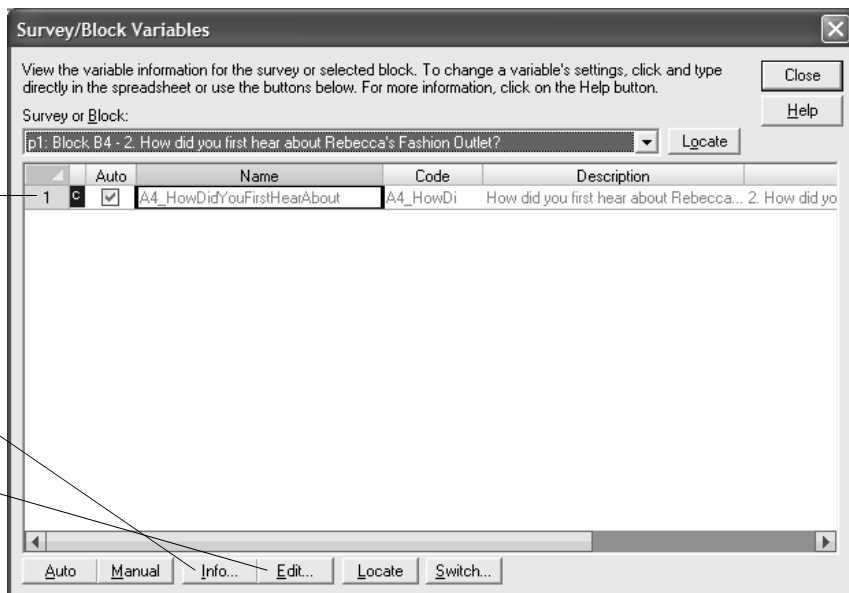 Survey/Block Variables
View the variable information for the survey or selected block. To change a variable's settings, click and type
directly in the spreadsheet or use the buttons below. For more information, click on the Help button.
Close
Help
Survey or Block:
p1: Block B4 - 2. How did you first hear about Rebecca's Fashion Outlet?
Locate
Auto Name Code Description
1 C A4_HowDidYouFirstHearAbout A4_HowDi How did you first hear about Rebecca... 2. How did yo
Auto Manual Info... Edit... Locate Switch...